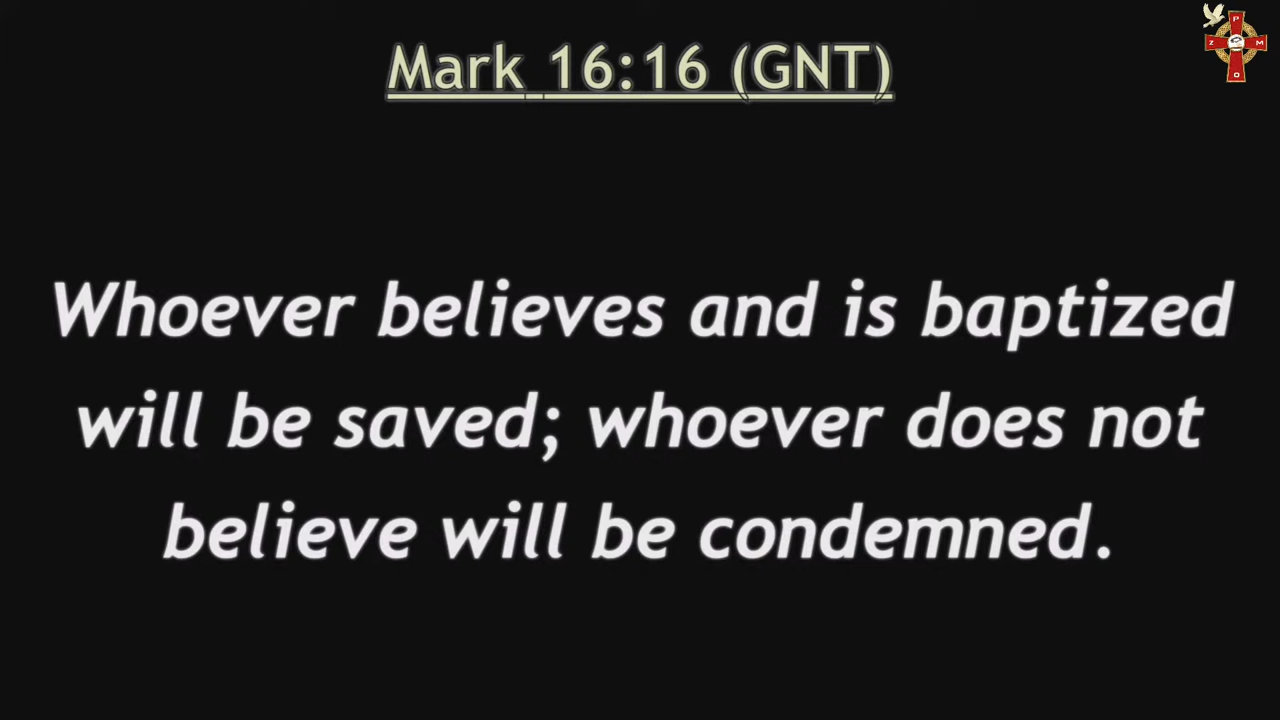 Mark 16:16 (GNT)
P
Z M
O
Whoever believes and is baptized
will be saved; whoever does not
believe will be condemned.